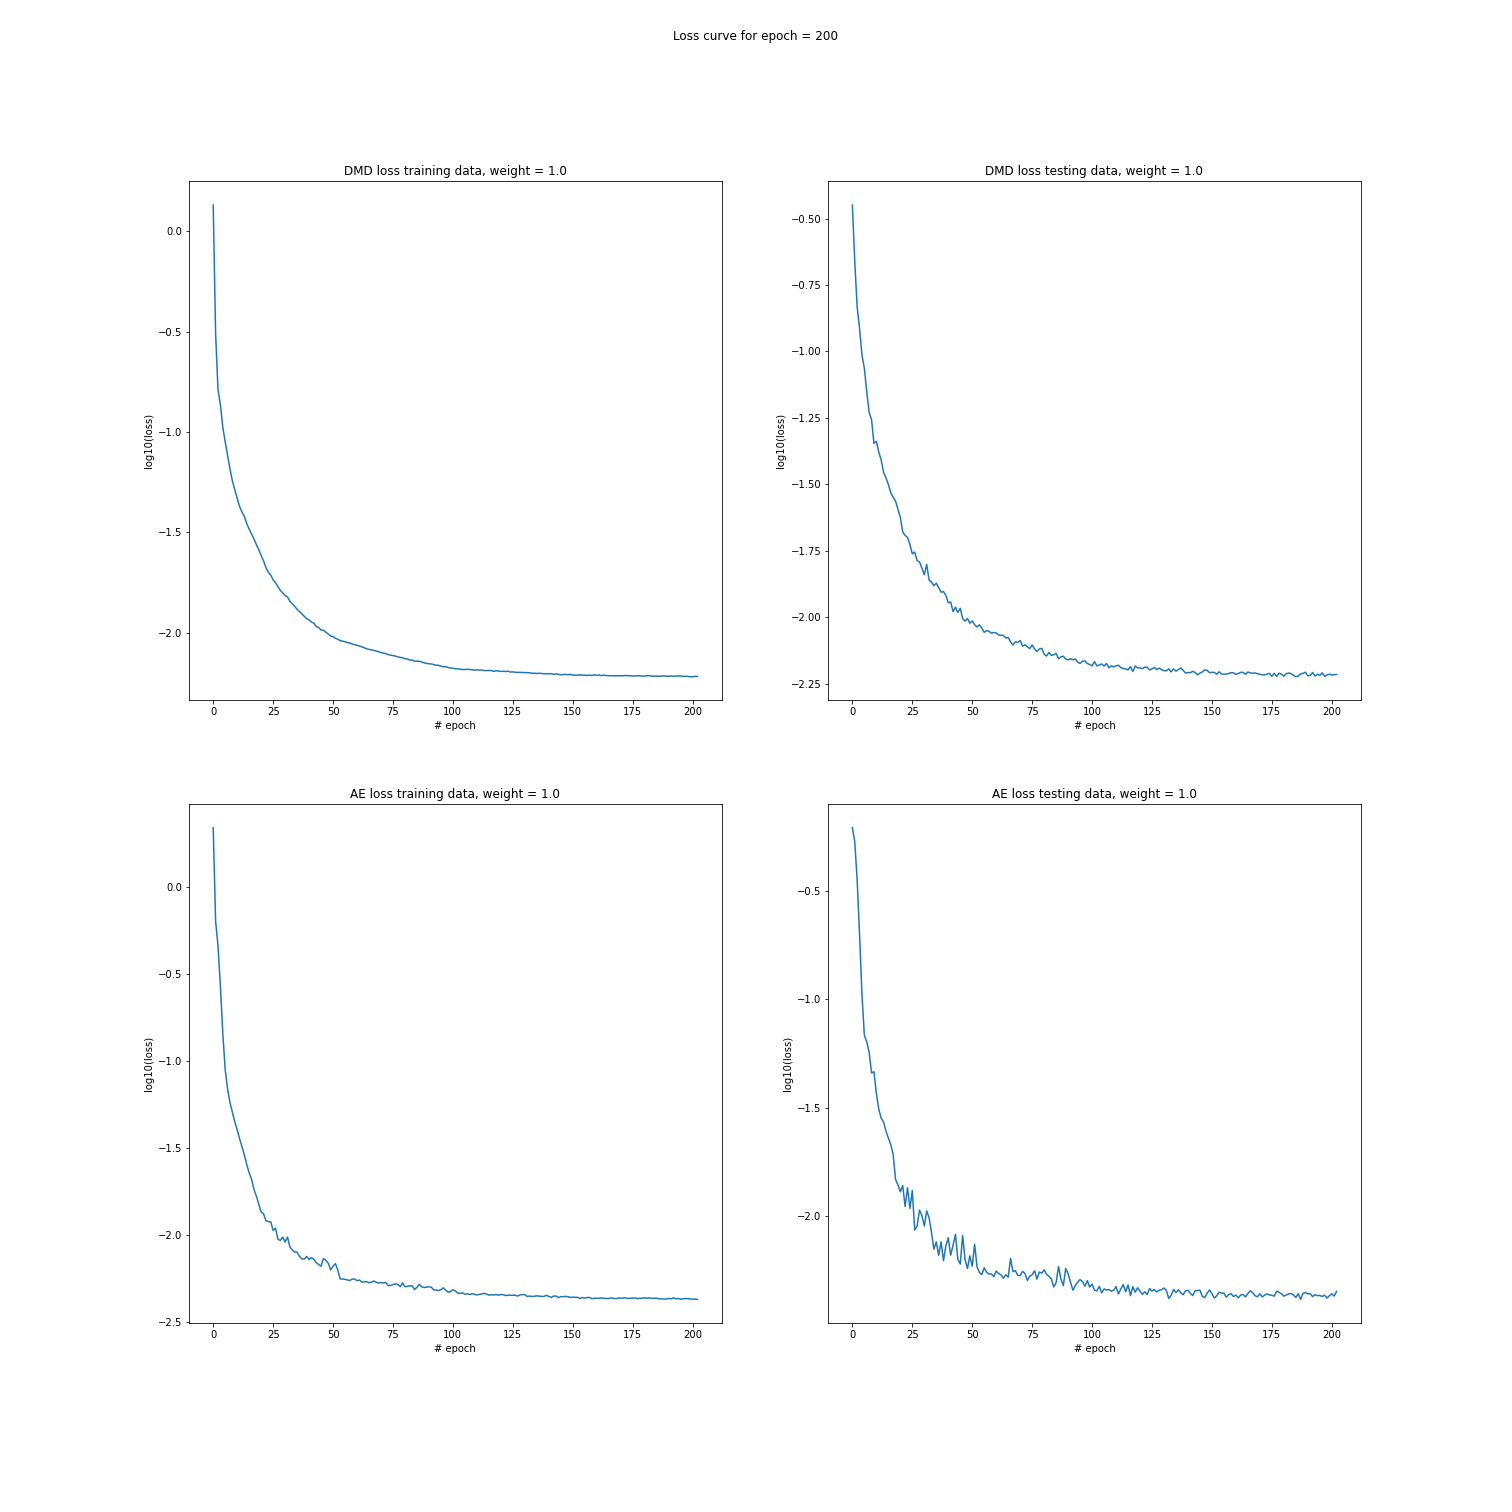 Loss curve for epoch = 200
DMD loss training data, weight = 1.0
0.0
−0.5
−1.0
−1.5
−2.0
log10(loss)
0 25 50 75 100 125 150 175 200
# epoch
DMD loss testing data, weight = 1.0
−0.50
−0.75
−1.00
−1.25
−1.50
−1.75
−2.00
−2.25
log10(loss)
0 25 50 75 100 125 150 175 200
# epoch
AE loss training data, weight = 1.0
0.0
−0.5
−1.0
−1.5
−2.0
−2.5
log10(loss)
0 25 50 75 100 125 150 175 200
# epoch
AE loss testing data, weight = 1.0
−0.5
−1.0
−1.5
−2.0
log10(loss)
0 25 50 75 100 125 150 175 200
# epoch